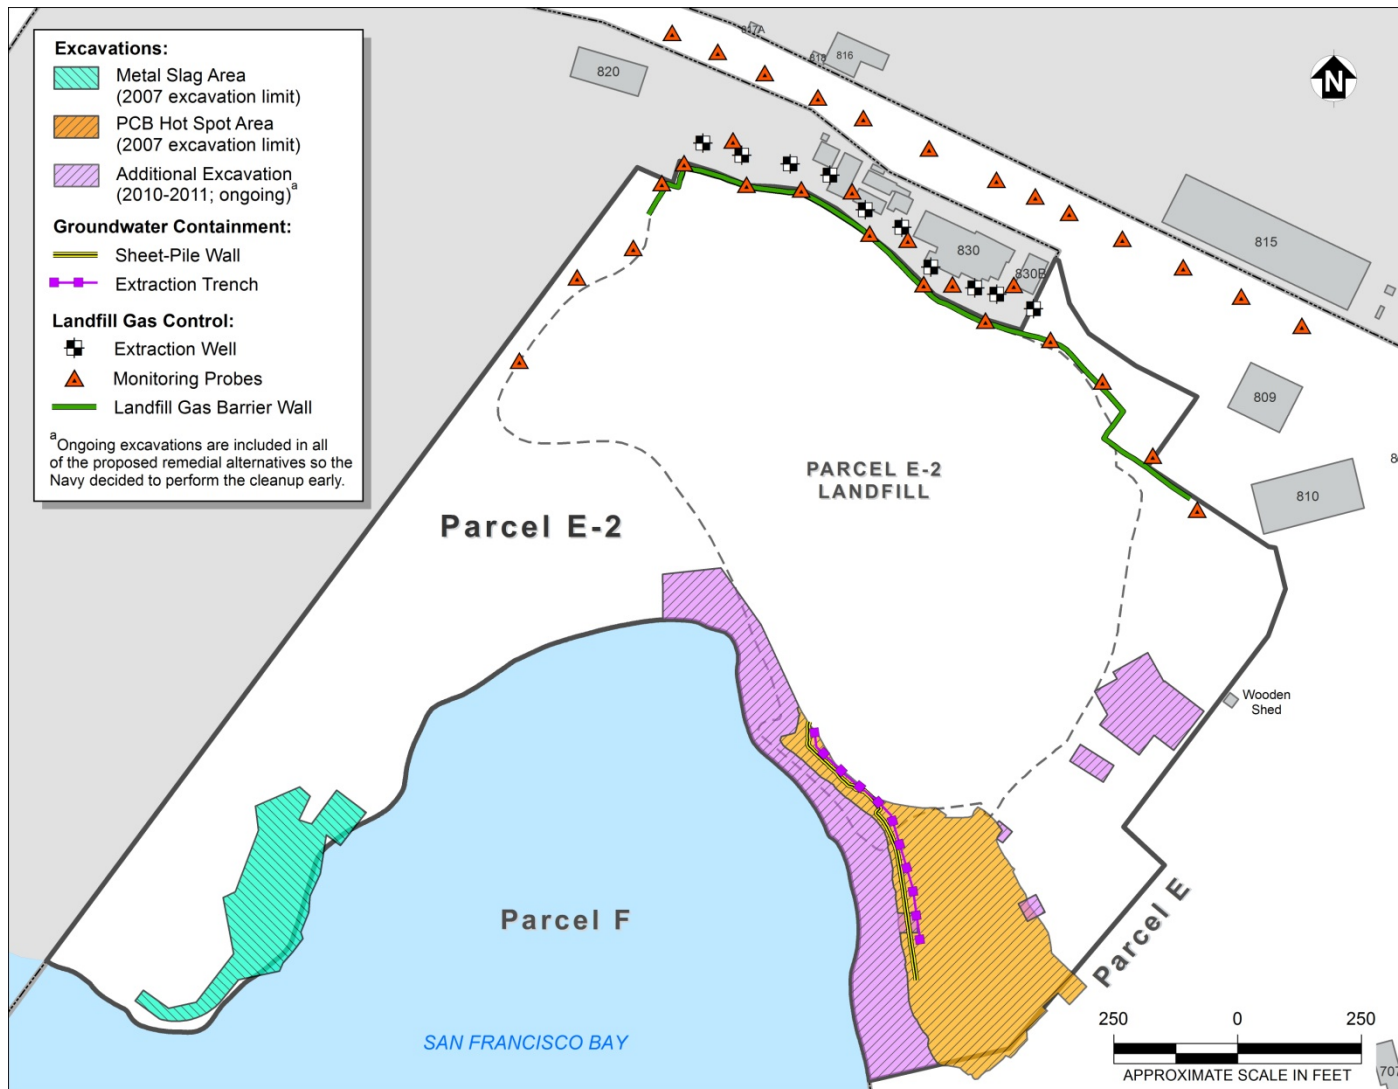 Excavations:
Metal Slag Area
(2007 excavation limit)
PCB Hot Spot Area
(2007 excavation limit)
Additional Excavation
(2010-2011; ongoing)a
Groundwater Containment:
Sheet-Pile Wall
Extraction Trench
Landfill Gas Control:
Extraction Well
Monitoring Probes
Landfill Gas Barrier Wall
aOngoing excavations are included in all
of the proposed remedial alternatives so the
Navy decided to perform the cleanup early.
817A
818
816
820
N
815
830
830B
809
810
PARCEL E-2
LANDFILL
Parcel E-2
Wooden
Shed
Parcel F
Parcel E
SAN FRANCISCO BAY
250
0
250
APPROXIMATE SCALE IN FEET